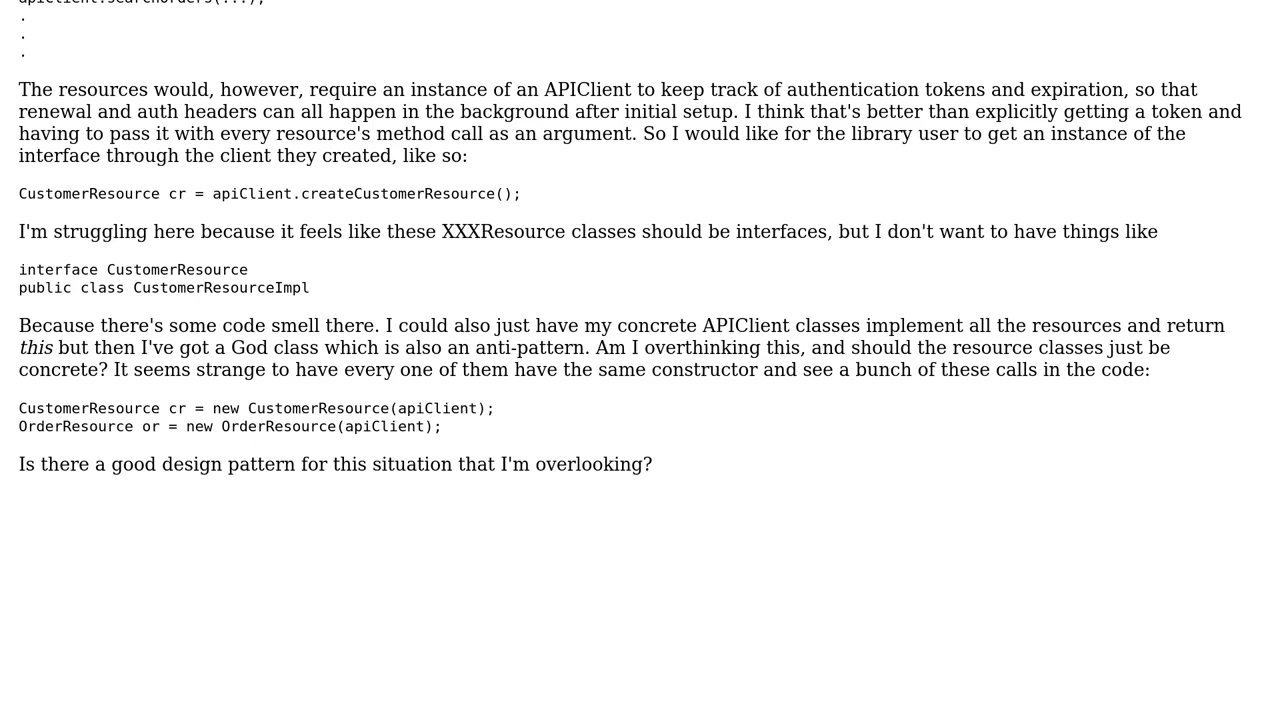 apiclient.searchOrders(...);
.
.
.
The resources would, however, require an instance of an APIClient to keep track of authentication tokens and expiration, so that
renewal and auth headers can all happen in the background after initial setup. I think that's better than explicitly getting a token and
having to pass it with every resource's method call as an argument. So I would like for the library user to get an instance of the
interface through the client they created, like so:
CustomerResource cr = apiClient.createCustomerResource();
I'm struggling here because it feels like these XXXResource classes should be interfaces, but I don't want to have things like
interface CustomerResource
public class CustomerResourceImpl
Because there's some code smell there. I could also just have my concrete APIClient classes implement all the resources and return
this but then I've got a God class which is also an anti-pattern. Am I overthinking this, and should the resource classes just be
concrete? It seems strange to have every one of them have the same constructor and see a bunch of these calls in the code:
CustomerResource cr = new CustomerResource(apiClient);
OrderResource or = new OrderResource(apiClient);
Is there a good design pattern for this situation that I'm overlooking?